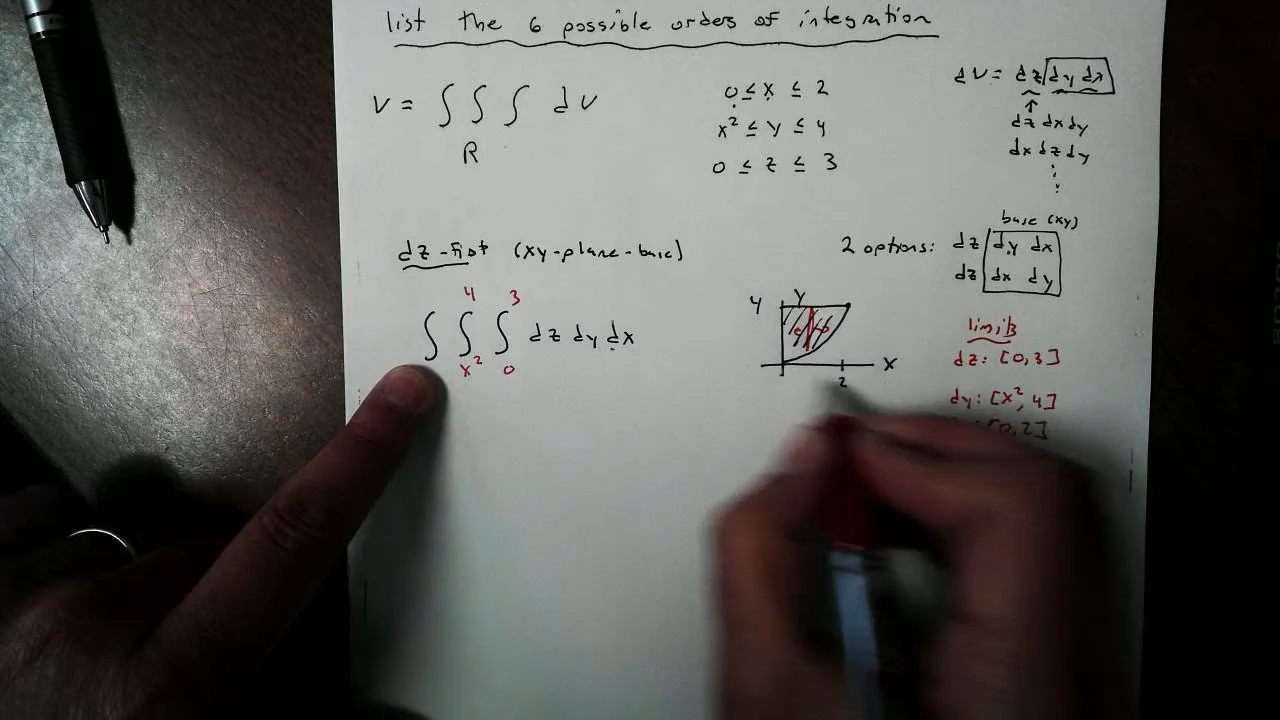 list the 6 possible orders of integration
V = ∫∫∫ dV
R
0 ≤ x ≤ 2
x² ≤ y ≤ 4
0 ≤ z ≤ 3
dV = dz dy dx
↑
dz dx dy
dx dz dy
⋮
dz-first (xy-plane-base)
∫ ∫ ∫ dz dy dx
4 3
x² 0
2 options:
base (xy)
dz dy dx
dz dx dy
4 y
x
2
limits
dz: [0,3]
dy: [x², 4]
[0,2]